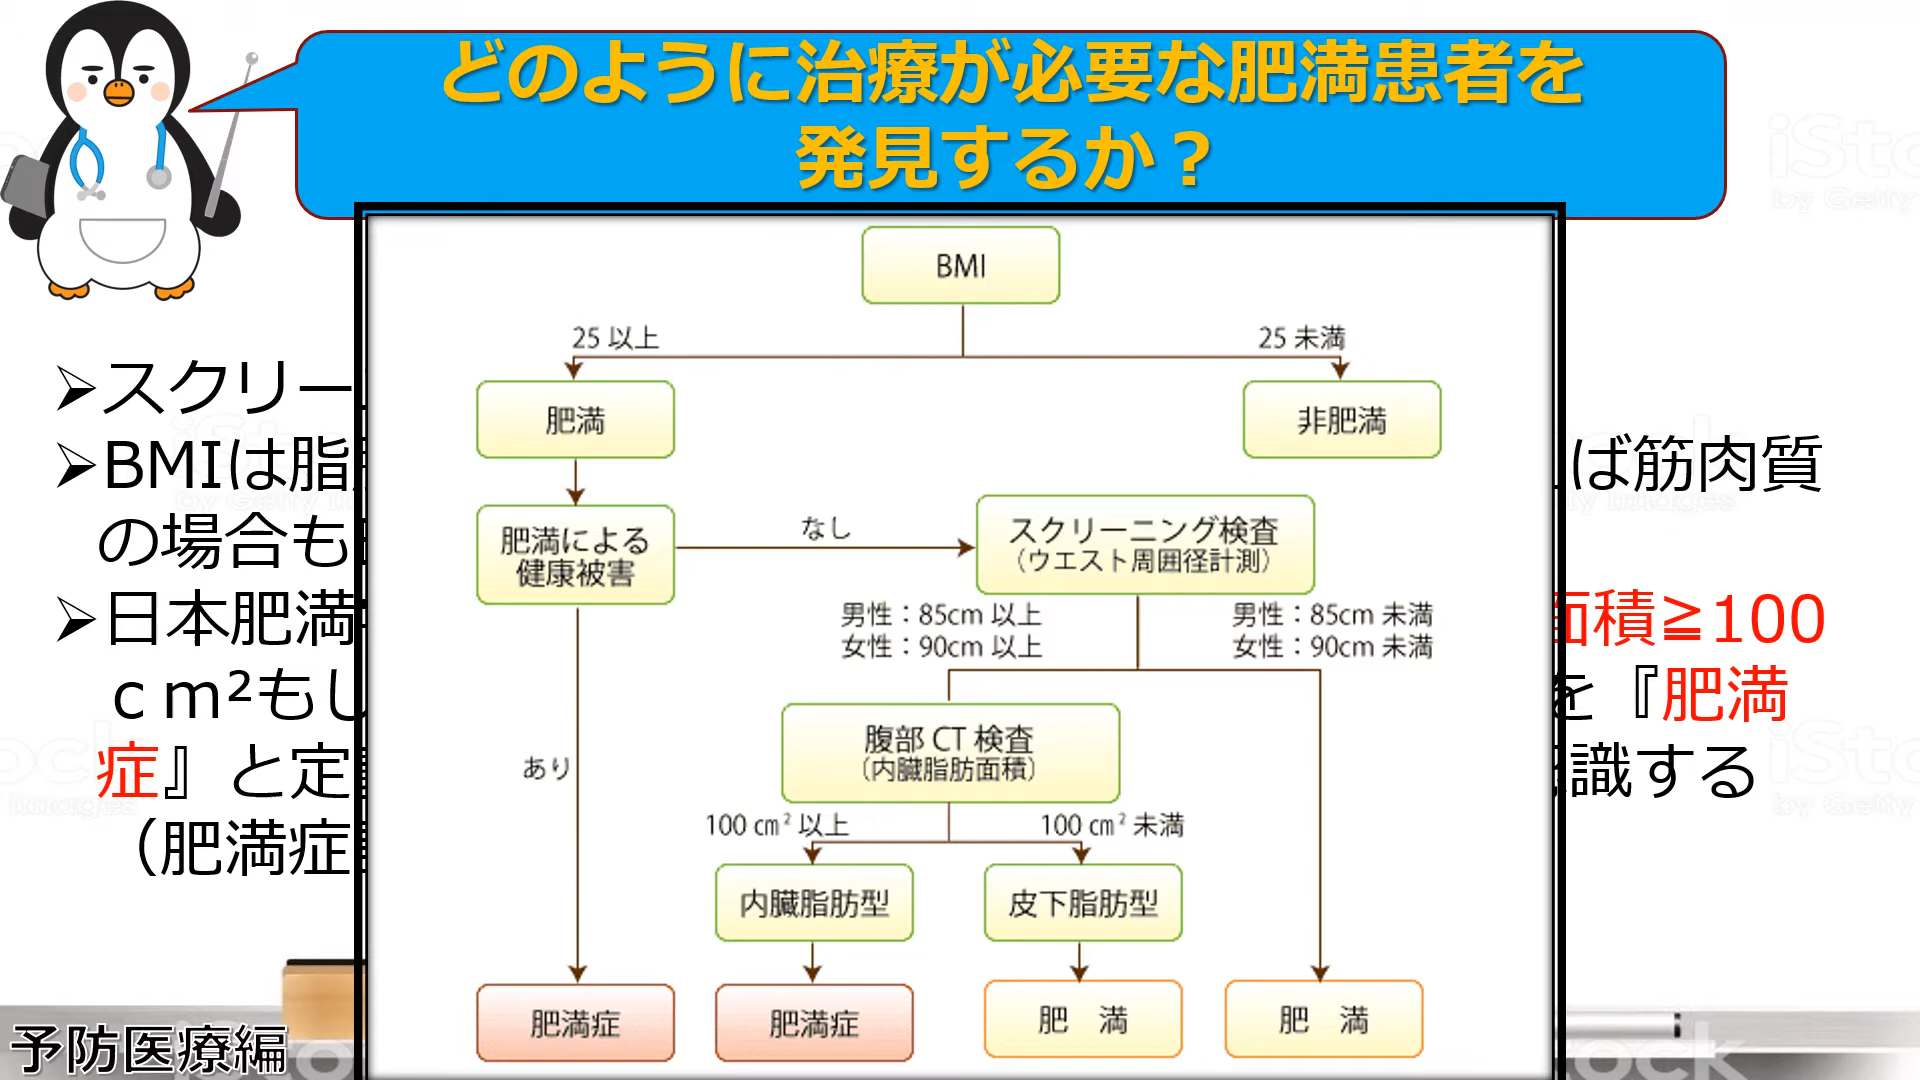 どのように治療が必要な肥満患者を
発見するか？
BMI
25 以上
25 未満
肥満
非肥満
肥満による
健康被害
なし
スクリーニング検査
（ウエスト周囲径計測）
男性：85cm 以上
女性：90cm 以上
男性：85cm 未満
女性：90cm 未満
あり
腹部 CT 検査
（内臓脂肪面積）
100 ㎝² 以上
100 ㎝² 未満
内臓脂肪型
皮下脂肪型
肥満症
肥満症
肥　満
肥　満
➢スクリー
➢BMIは脂
ば筋肉質
の場合も
➢日本肥満
面積≧100
ｃｍ²もし
を『肥満
症』と定
識する
（肥満症
予防医療編
iStock
by Getty Images